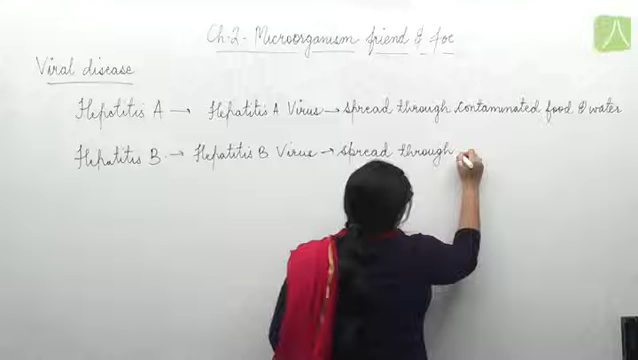 Ch-2- Microorganism friend & foe
Viral disease
Hepatitis A → Hepatitis A Virus → spread through contaminated food & water
Hepatitis B → Hepatitis B Virus → spread through